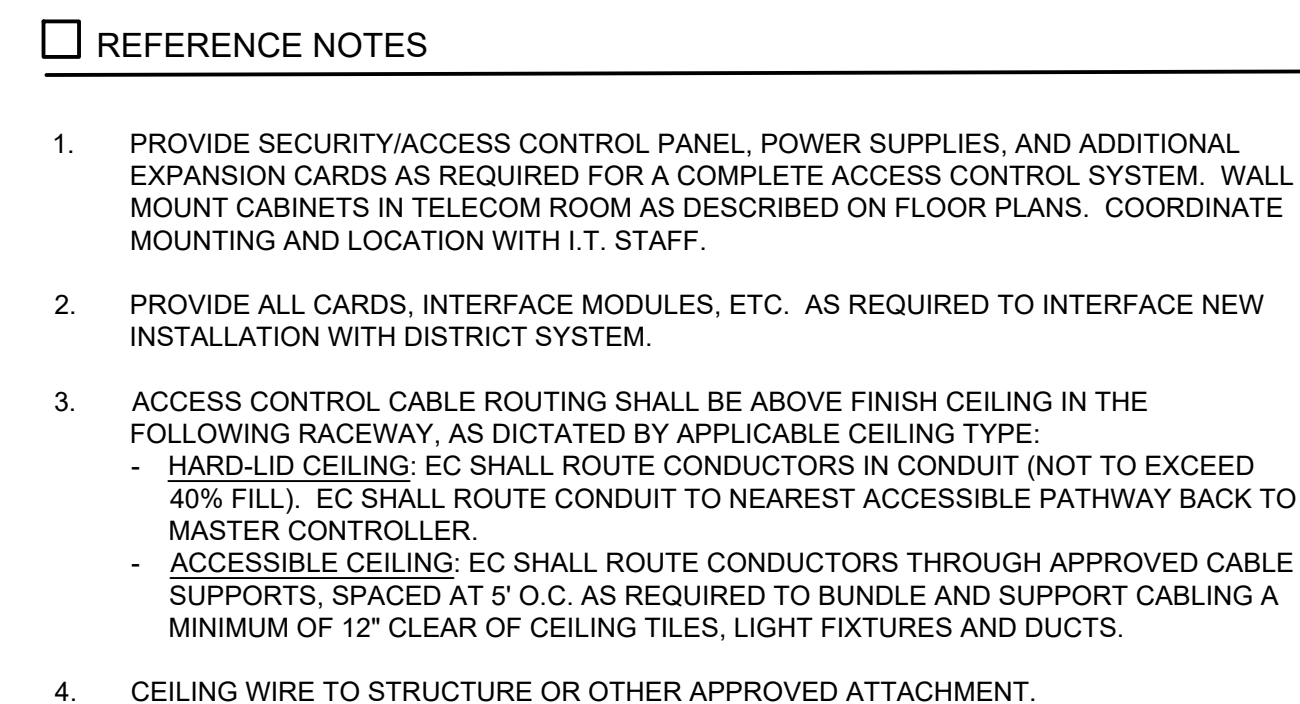 REFERENCE NOTES
1. PROVIDE SECURITY/ACCESS CONTROL PANEL, POWER SUPPLIES, AND ADDITIONAL
EXPANSION CARDS AS REQUIRED FOR A COMPLETE ACCESS CONTROL SYSTEM. WALL
MOUNT CABINETS IN TELECOM ROOM AS DESCRIBED ON FLOOR PLANS. COORDINATE
MOUNTING AND LOCATION WITH I.T. STAFF.
2. PROVIDE ALL CARDS, INTERFACE MODULES, ETC. AS REQUIRED TO INTERFACE NEW
INSTALLATION WITH DISTRICT SYSTEM.
3. ACCESS CONTROL CABLE ROUTING SHALL BE ABOVE FINISH CEILING IN THE
FOLLOWING RACEWAY, AS DICTATED BY APPLICABLE CEILING TYPE:
- HARD-LID CEILING: EC SHALL ROUTE CONDUCTORS IN CONDUIT (NOT TO EXCEED
40% FILL). EC SHALL ROUTE CONDUIT TO NEAREST ACCESSIBLE PATHWAY BACK TO
MASTER CONTROLLER.
- ACCESSIBLE CEILING: EC SHALL ROUTE CONDUCTORS THROUGH APPROVED CABLE
SUPPORTS, SPACED AT 5' O.C. AS REQUIRED TO BUNDLE AND SUPPORT CABLING A
MINIMUM OF 12" CLEAR OF CEILING TILES, LIGHT FIXTURES AND DUCTS.
4. CEILING WIRE TO STRUCTURE OR OTHER APPROVED ATTACHMENT.